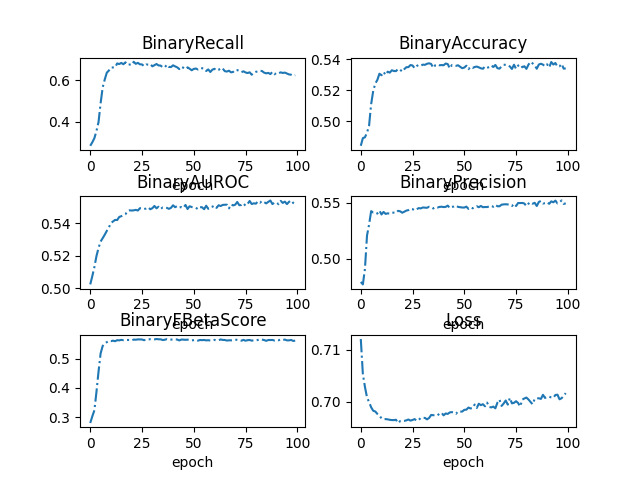 BinaryRecall
BinaryAccuracy
0.6
0.4
0 25 50 75 100
epoch
0.54
0.52
0.50
0 25 50 75 100
epoch
BinaryAUROC
BinaryPrecision
0.54
0.52
0.50
0 25 50 75 100
epoch
0.55
0.50
0 25 50 75 100
epoch
BinaryFBetaScore
Loss
0.5
0.4
0.3
0 25 50 75 100
epoch
0.71
0.70
0 25 50 75 100
epoch